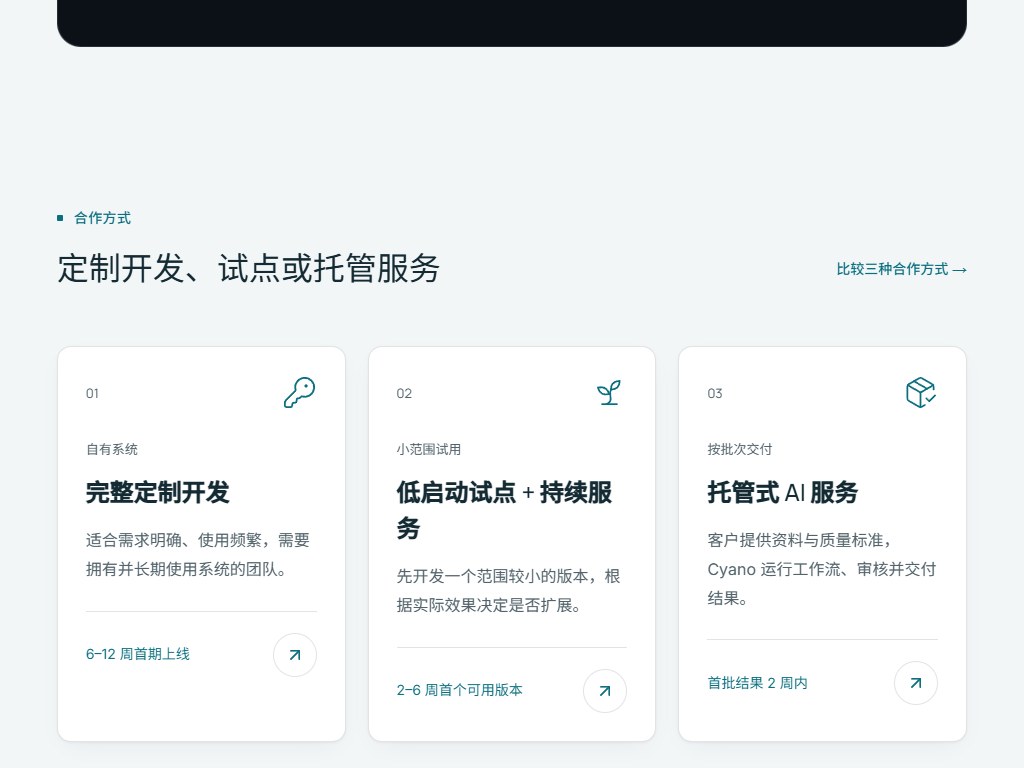 合作方式
定制开发、试点或托管服务
比较三种合作方式 →
01
自有系统
完整定制开发
适合需求明确、使用频繁，需要
拥有并长期使用系统的团队。
6–12 周首期上线
02
小范围试用
低启动试点 + 持续服
务
先开发一个范围较小的版本，根
据实际效果决定是否扩展。
2–6 周首个可用版本
03
按批次交付
托管式 AI 服务
客户提供资料与质量标准，
Cyano 运行工作流、审核并交付
结果。
首批结果 2 周内